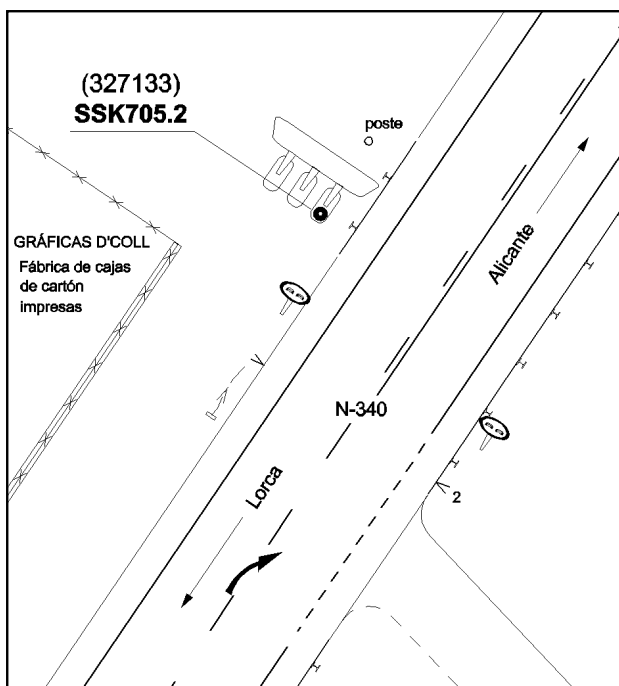 (327133)
SSK705.2
poste
GRÁFICAS D'COLL
Fábrica de cajas
de cartón
impresas
Alicante
N-340
Lorca
2